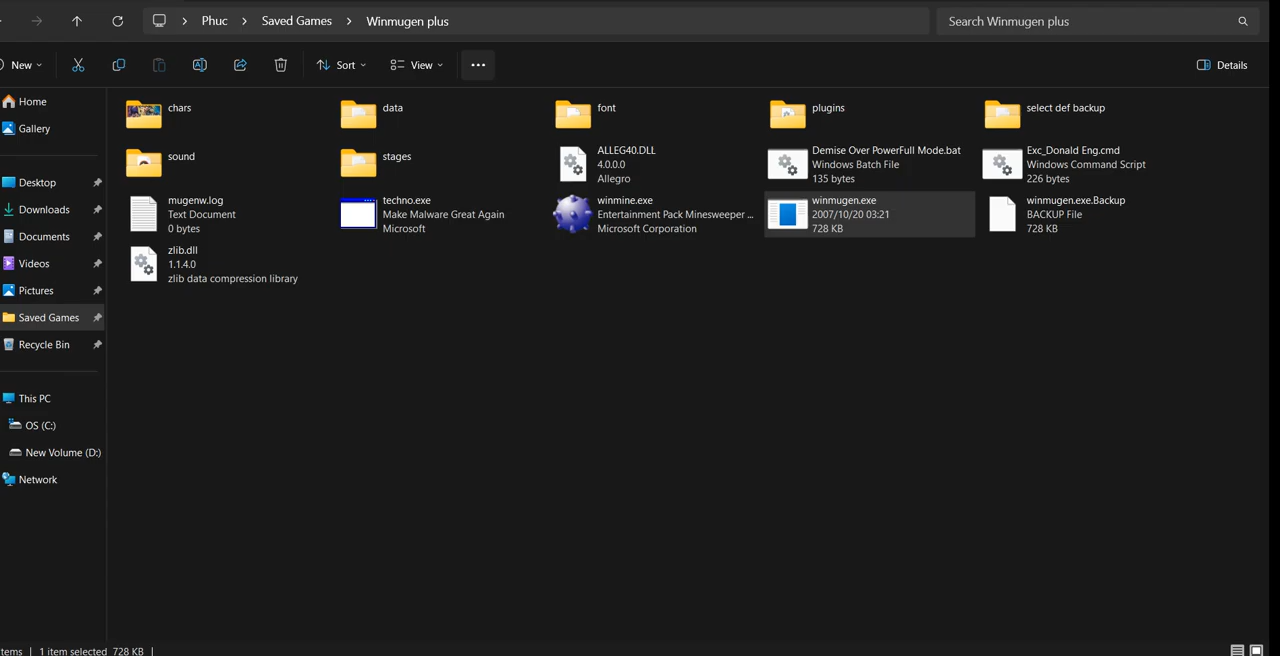 Phuc > Saved Games > Winmugen plus
Search Winmugen plus
New
Sort
View
Details
Home
Gallery
Desktop
Downloads
Documents
Videos
Pictures
Saved Games
Recycle Bin
This PC
OS (C:)
New Volume (D:)
Network
chars
data
font
plugins
select def backup
sound
stages
ALLEG40.DLL
4.0.0.0
Allegro
Demise Over PowerFull Mode.bat
Windows Batch File
135 bytes
Exc_Donald Eng.cmd
Windows Command Script
226 bytes
mugenw.log
Text Document
0 bytes
techno.exe
Make Malware Great Again
Microsoft
winmine.exe
Entertainment Pack Minesweeper ...
Microsoft Corporation
winmugen.exe
2007/10/20 03:21
728 KB
winmugen.exe.Backup
BACKUP File
728 KB
zlib.dll
1.1.4.0
zlib data compression library
tems | 1 item selected 728 KB |